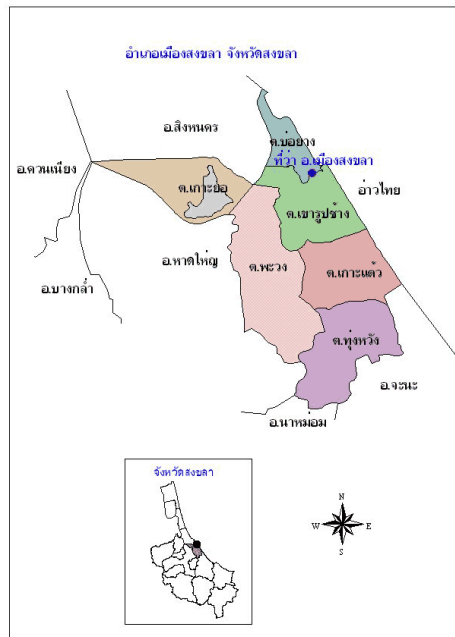 อำเภอเมืองสงขลา จังหวัดสงขลา
อ.สิงหนคร
ต.บ่อยาง
ที่ว่า อ.เมืองสงขลา
อ.ควนเนียง
อ่าวไทย
ต.เกาะยอ
ต.เขารูปช้าง
อ.หาดใหญ่
ต.พะวง
ต.เกาะแต้ว
อ.บางกล่ำ
ต.ทุ่งหวัง
อ.จะนะ
อ.นาหม่อม
จังหวัดสงขลา
N
W
E
S